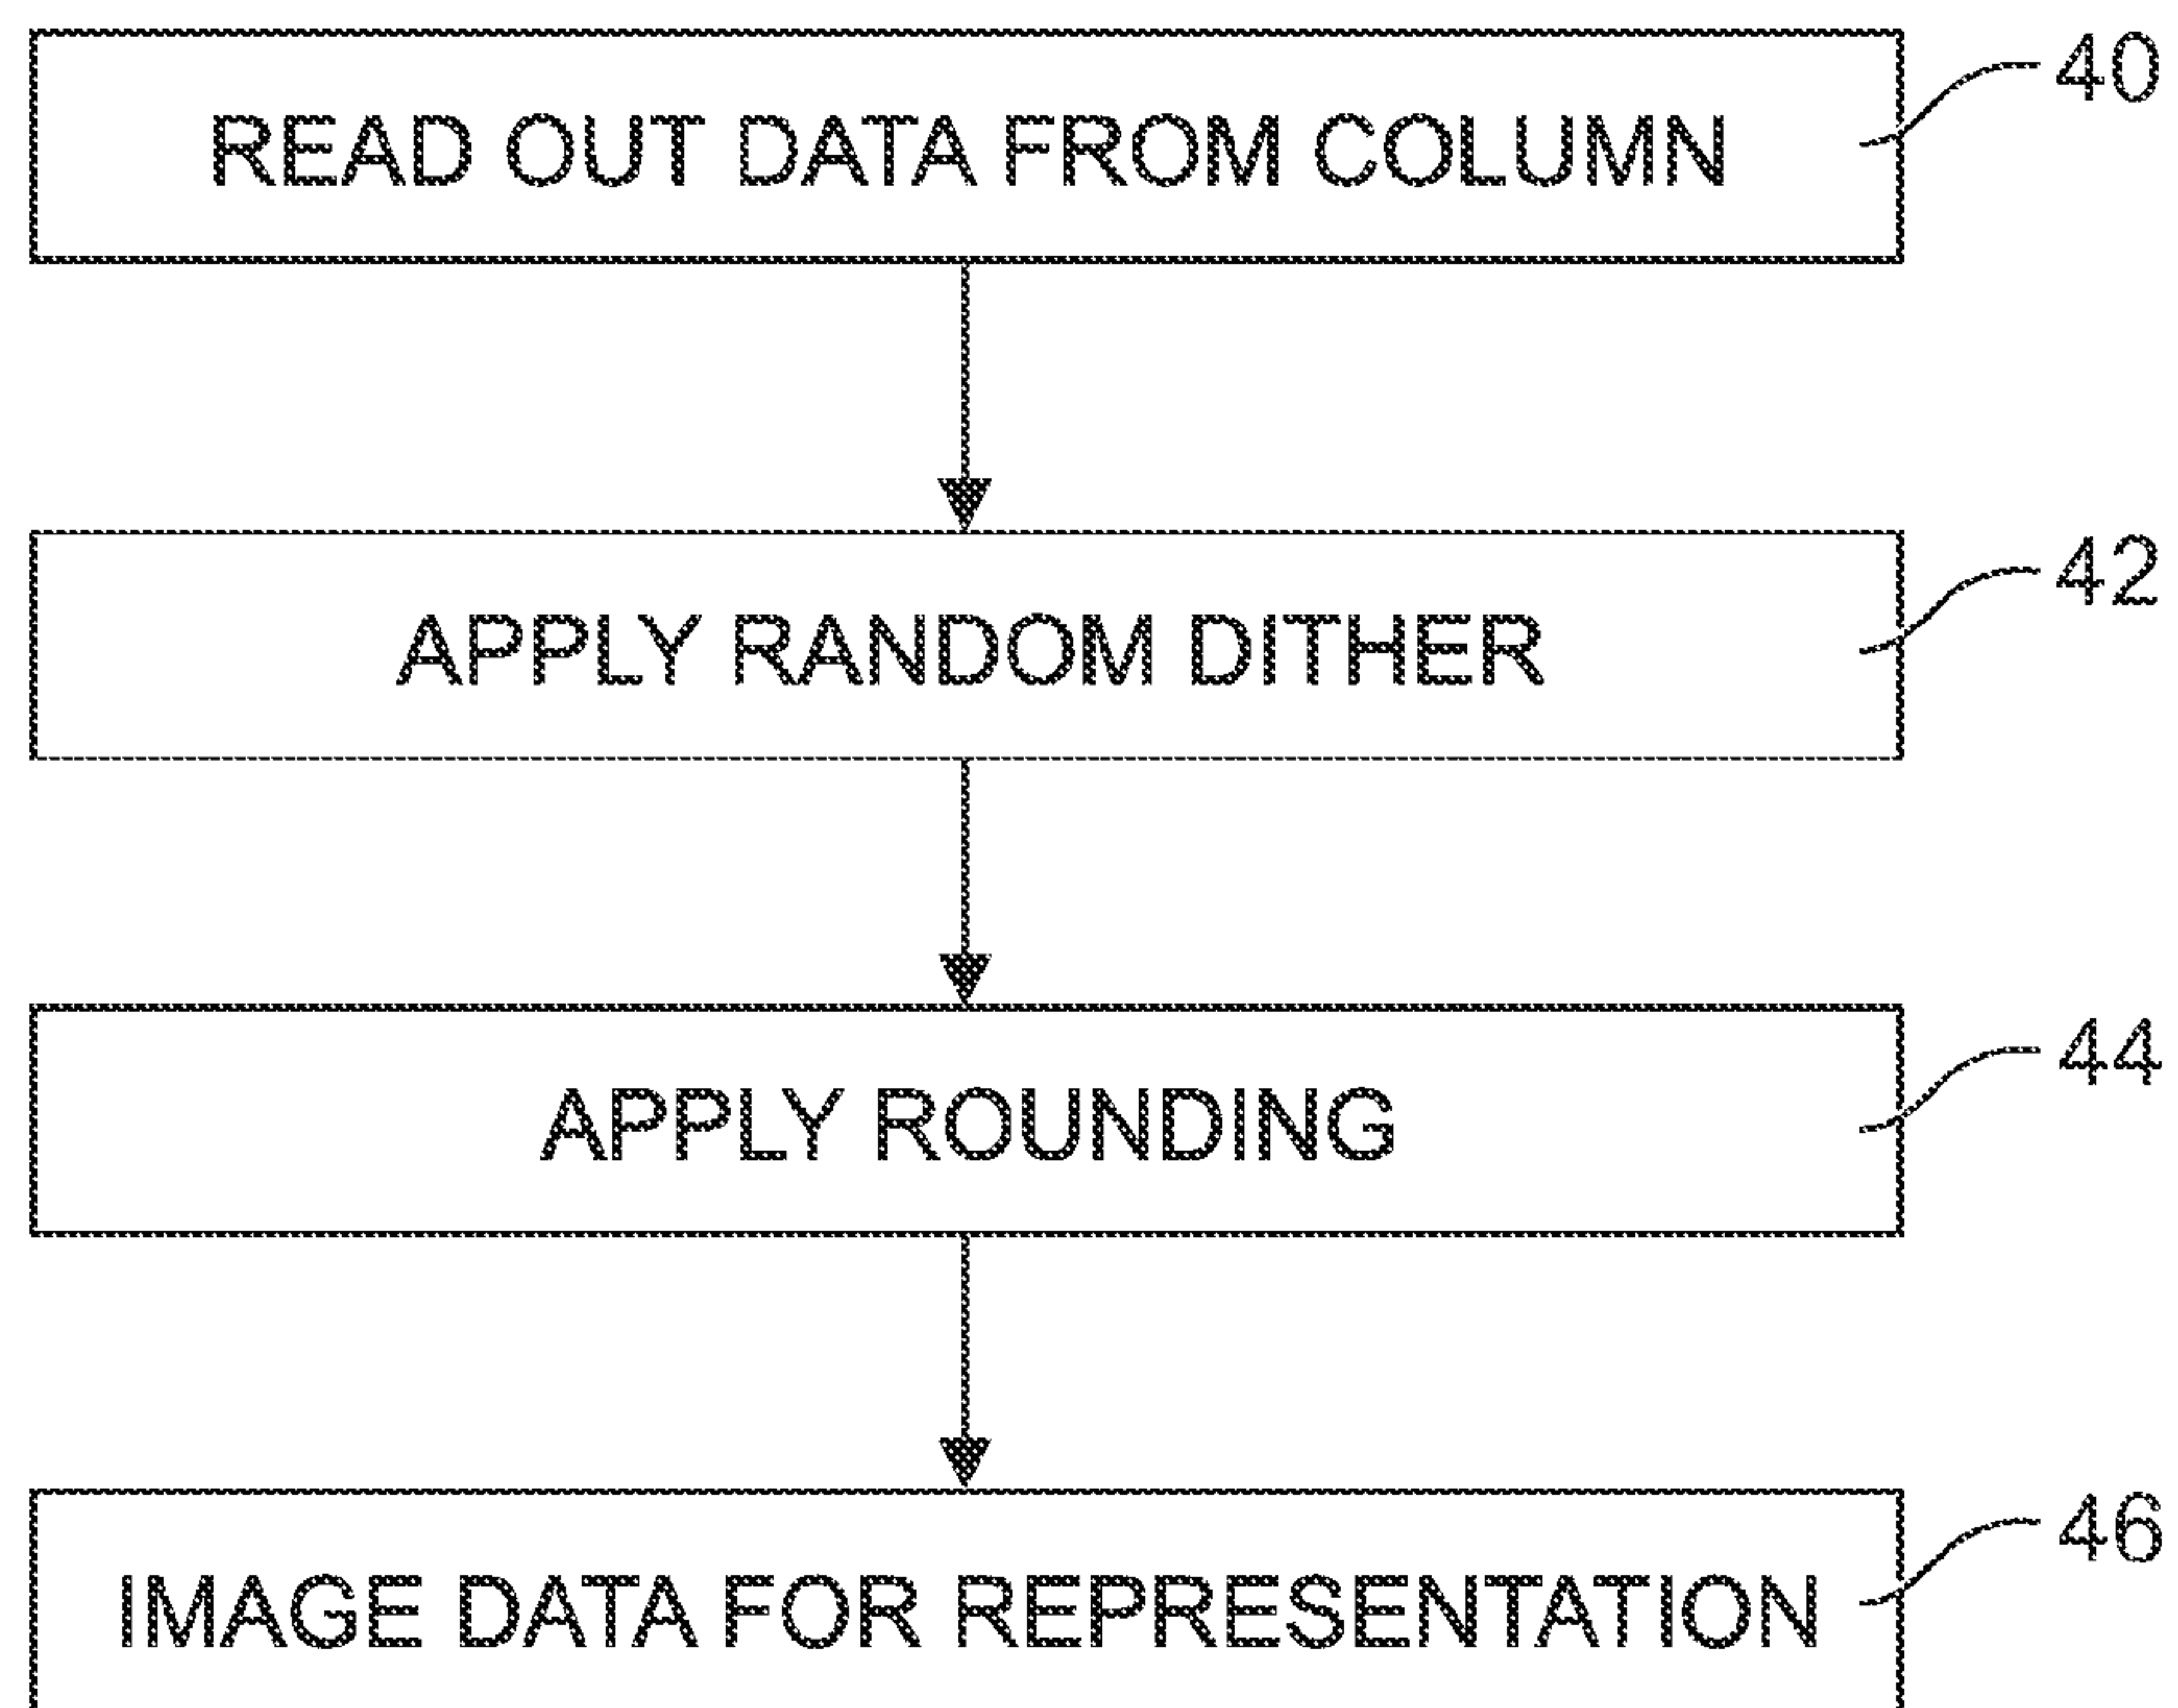 READ OUT DATA FROM COLUMN 40
APPLY RANDOM DITHER 42
APPLY ROUNDING 44
IMAGE DATA FOR REPRESENTATION 46